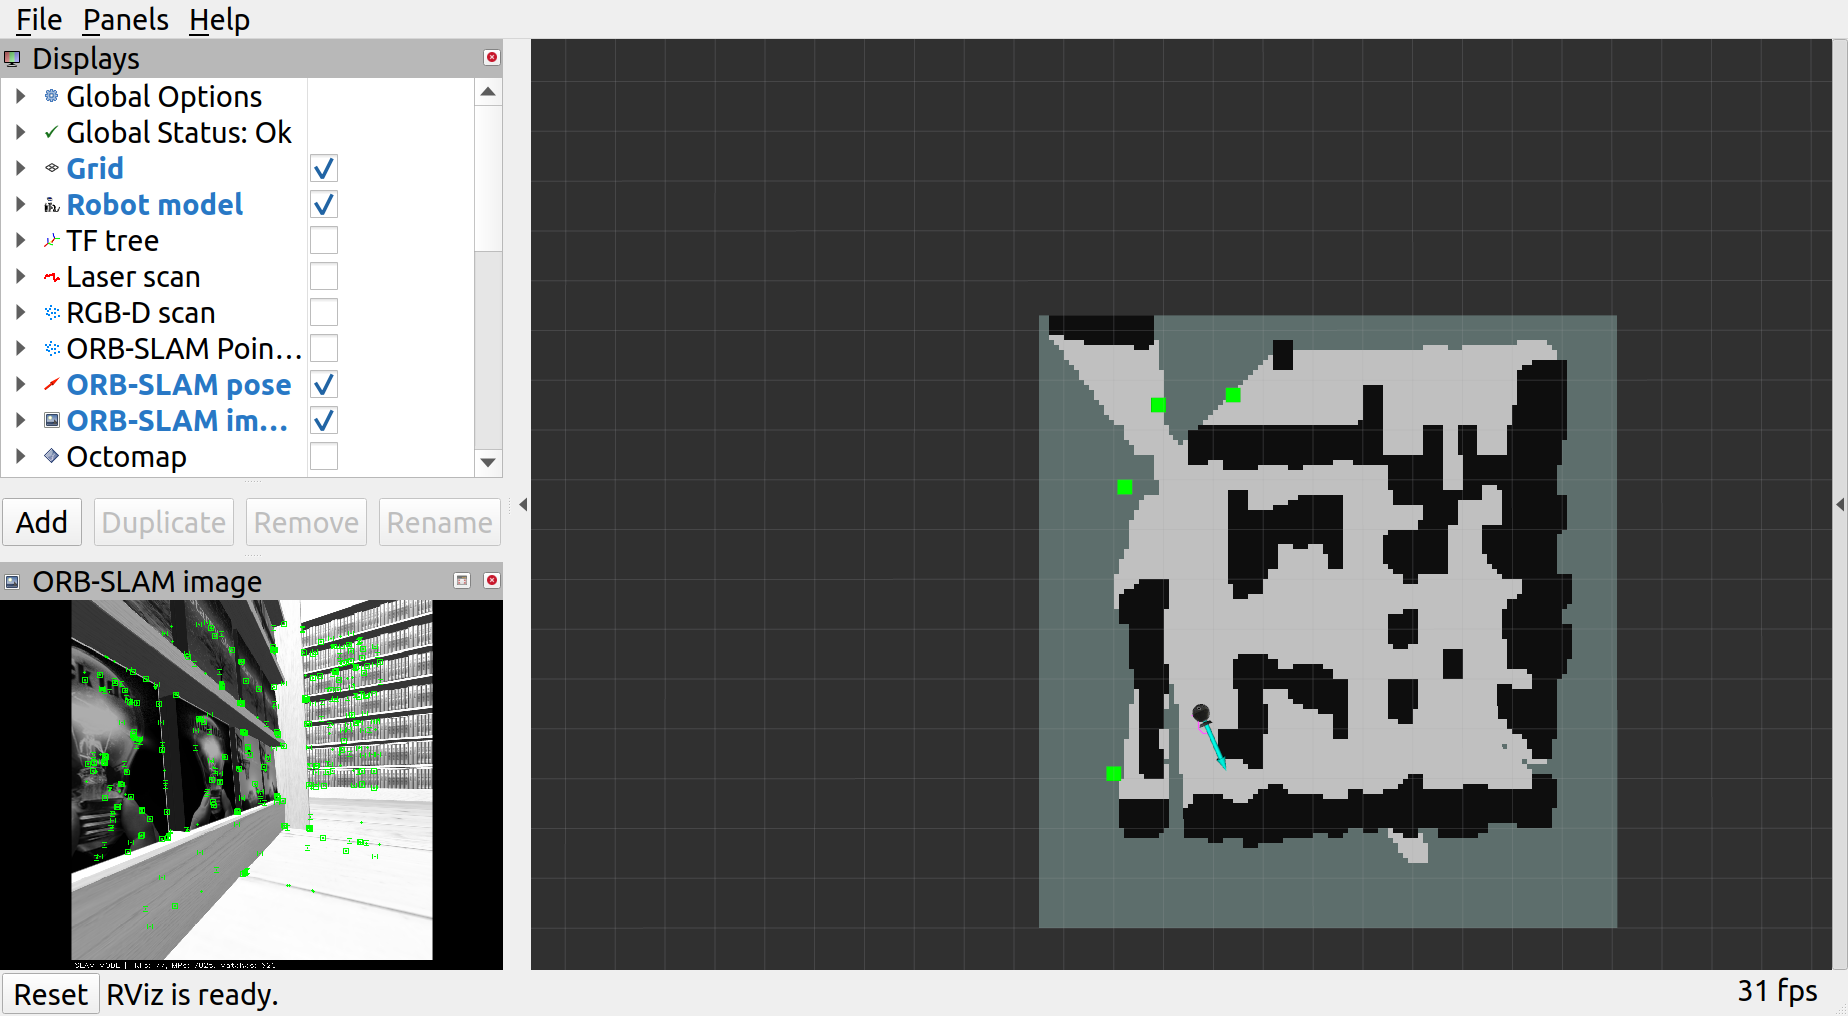 File Panels Help
Displays
Global Options
Global Status: Ok
Grid
Robot model
TF tree
Laser scan
RGB-D scan
ORB-SLAM Poin...
ORB-SLAM pose
ORB-SLAM im...
Octomap
Add Duplicate Remove Rename
ORB-SLAM image
SLAM MODE |
Reset RViz is ready.
31 fps